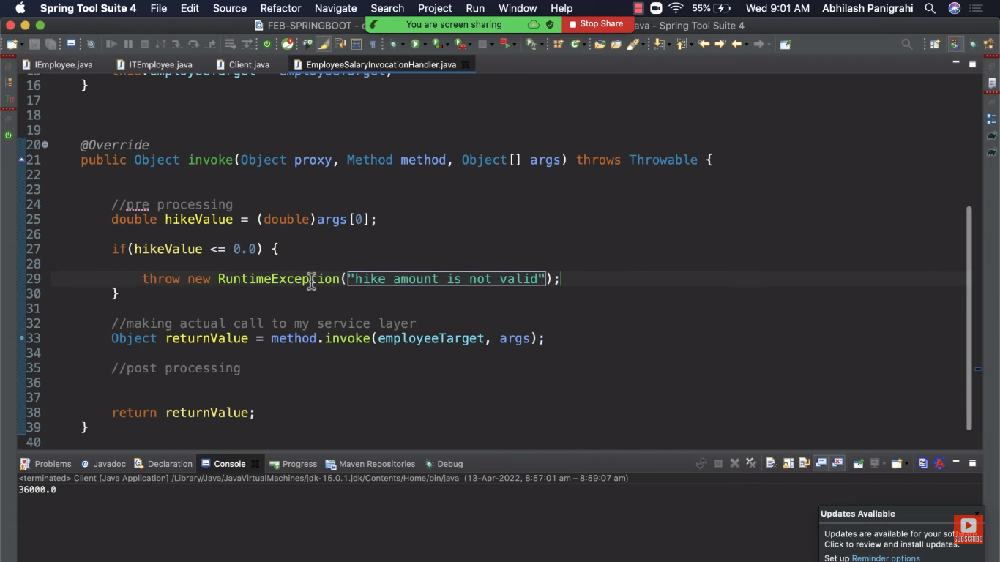 Spring Tool Suite 4 File Edit Source Refactor Navigate Search Project Run Window Help 55% Wed 9:01 AM Abhilash Panigrahi
FEB-SPRINGBOOT - You are screen sharing Stop Share ava - Spring Tool Suite 4
IEmployee.java ITEmployee.java Client.java EmployeeSalaryInvocationHandler.java
16 }
17
18
19
20 @Override
21 public Object invoke(Object proxy, Method method, Object[] args) throws Throwable {
22
23
24 //pre processing
25 double hikeValue = (double)args[0];
26
27 if(hikeValue <= 0.0) {
28
29 throw new RuntimeException("hike amount is not valid");
30 }
31
32 //making actual call to my service layer
33 Object returnValue = method.invoke(employeeTarget, args);
34
35 //post processing
36
37
38 return returnValue;
39 }
40
Problems @ Javadoc Declaration Console Progress Maven Repositories Debug
<terminated> Client [Java Application] /Library/Java/JavaVirtualMachines/jdk-15.0.1.jdk/Contents/Home/bin/java (13-Apr-2022, 8:57:01 am – 8:59:07 am)
36000.0
Updates Available
Updates are available for your software.
Click to review and install updates.
Set up Reminder options
SUBSCRIBE